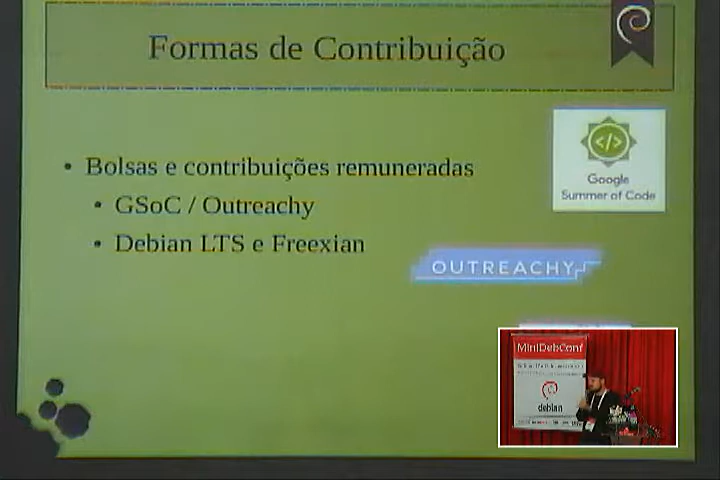 Formas de Contribuição
Bolsas e contribuições remuneradas
GSoC / Outreachy
Debian LTS e Freexian
Google
Summer of Code
OUTREACHY
MiniDebConf
debian